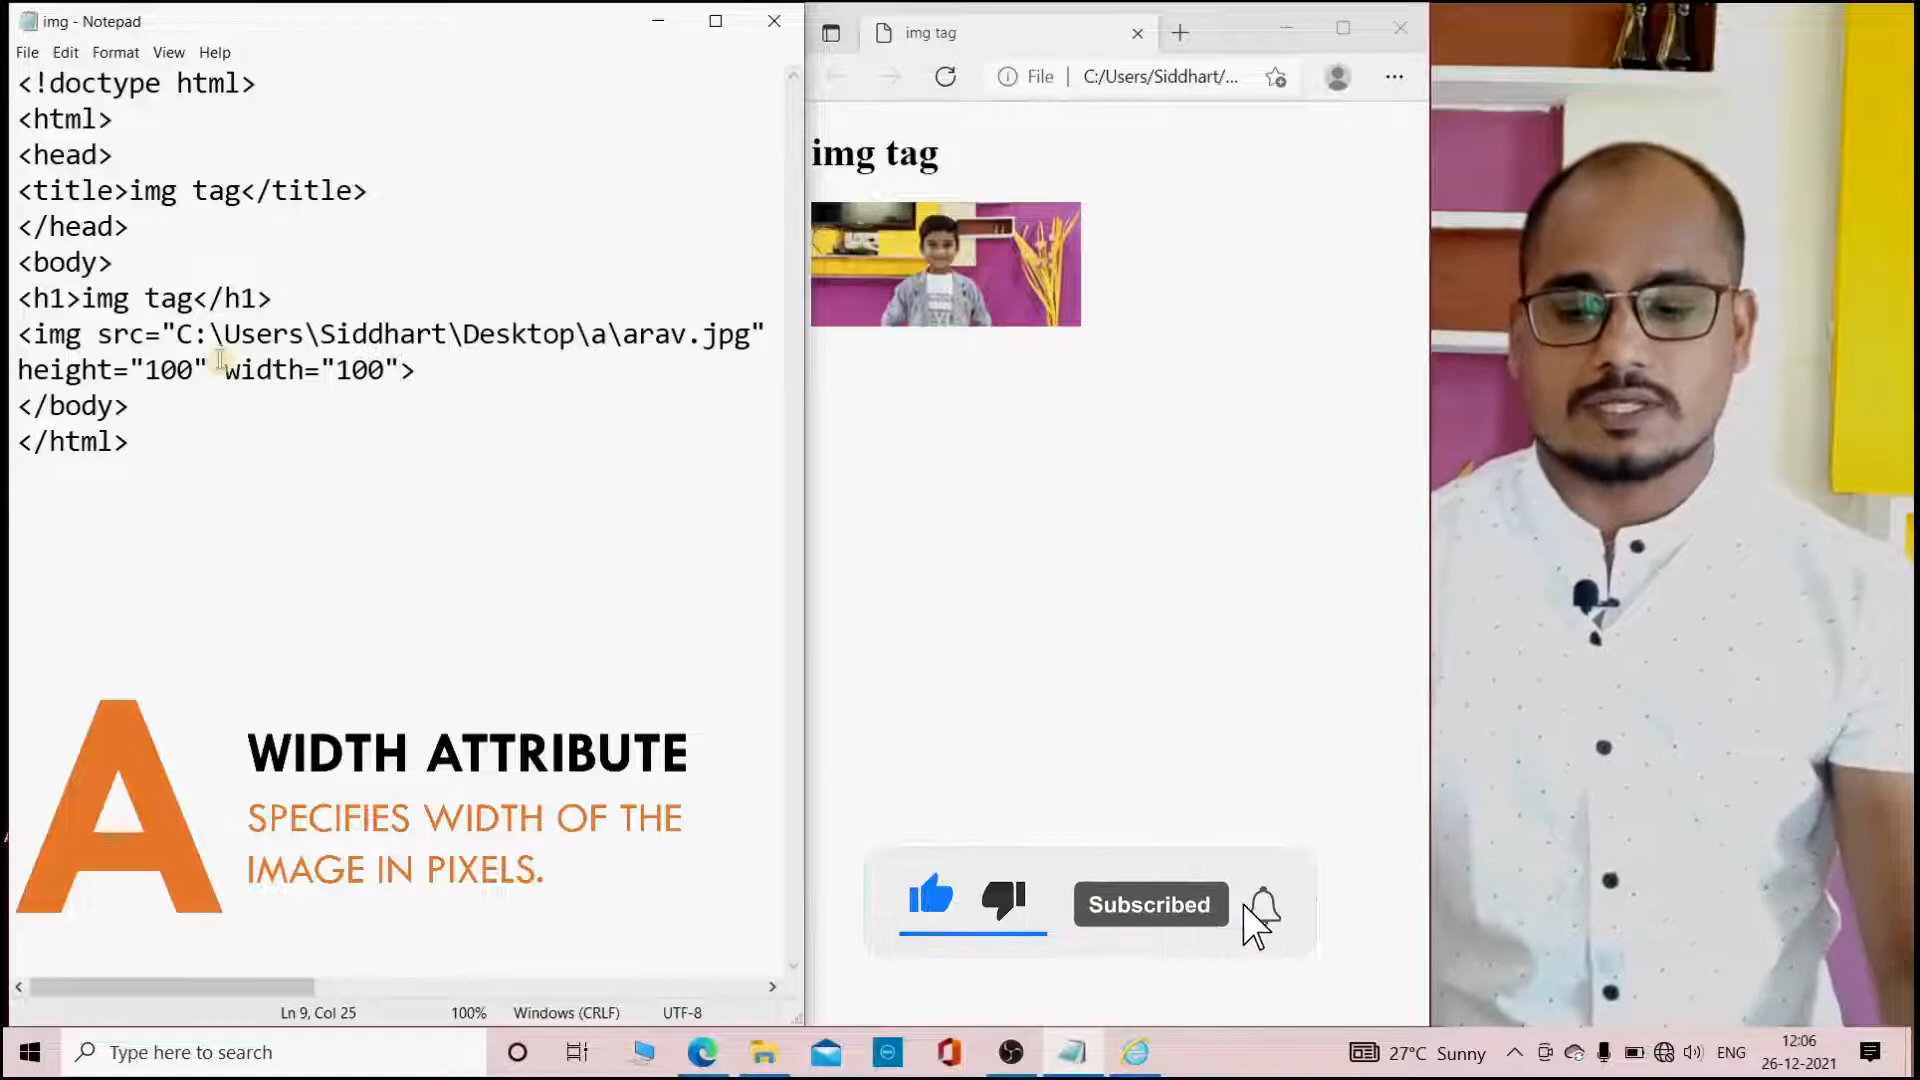 img - Notepad
File Edit Format View Help
<!doctype html>
<html>
<head>
<title>img tag</title>
</head>
<body>
<h1>img tag</h1>
<img src="C:\Users\Siddhart\Desktop\a\arav.jpg"
height="100" width="100">
</body>
</html>
A
WIDTH ATTRIBUTE
SPECIFIES WIDTH OF THE
IMAGE IN PIXELS.
Ln 9, Col 25 100% Windows (CRLF) UTF-8
img tag
File C:/Users/Siddhart/...
img tag
Subscribed
Type here to search
27°C Sunny
ENG
12:06
26-12-2021